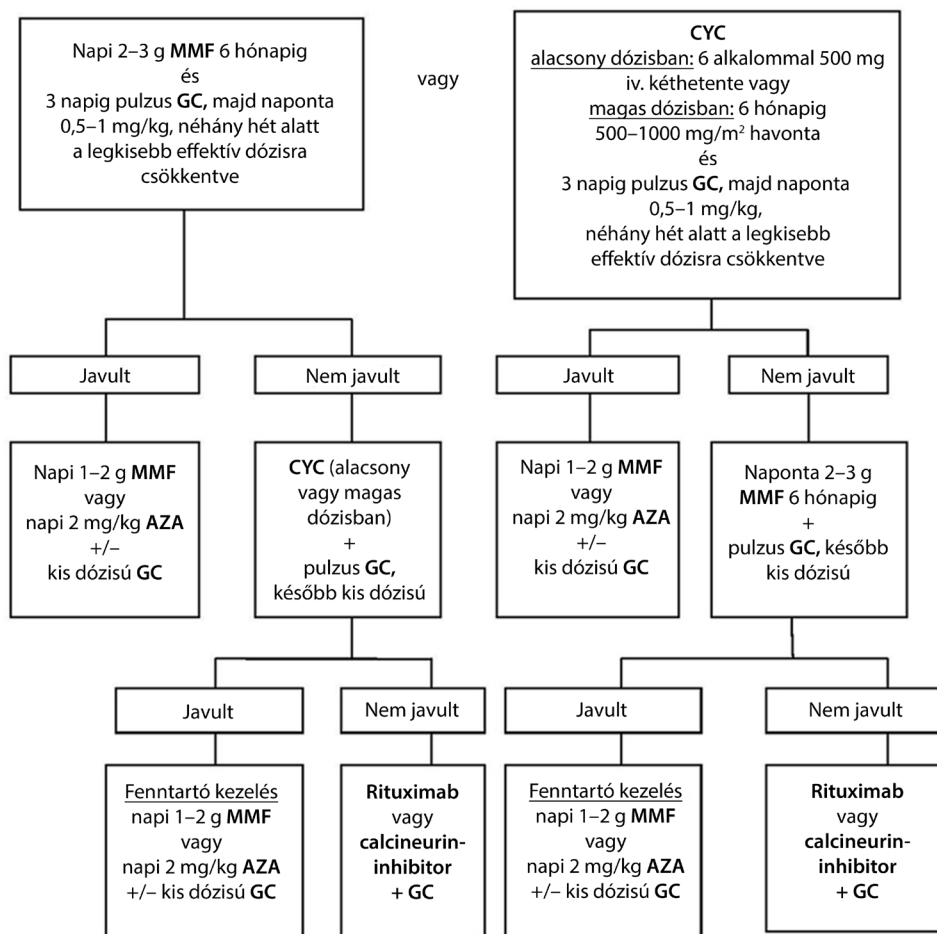 Napi 2–3 g MMF 6 hónapig
és
3 napig pulzus GC, majd naponta
0,5–1 mg/kg, néhány hét alatt
a legkisebb effektív dózisra
csökkentve
vagy
CYC
alacsony dózisban: 6 alkalommal 500 mg
iv. kéthetente vagy
magas dózisban: 6 hónapig
500–1000 mg/m² havonta
és
3 napig pulzus GC, majd naponta
0,5–1 mg/kg,
néhány hét alatt a legkisebb
effektív dózisra csökkentve
Javult
Nem javult
Javult
Nem javult
Napi 1–2 g MMF
vagy
napi 2 mg/kg AZA
+/–
kis dózisú GC
CYC (alacsony
vagy magas
dózisban)
+
pulzus GC,
később kis dózisú
Napi 1–2 g MMF
vagy
napi 2 mg/kg AZA
+/–
kis dózisú GC
Naponta 2–3 g
MMF 6 hónapig
+
pulzus GC, később
kis dózisú
Javult
Nem javult
Javult
Nem javult
Fenntartó kezelés
napi 1–2 g MMF
vagy
napi 2 mg/kg AZA
+/– kis dózisú GC
Rituximab
vagy
calcineurin-
inhibitor
+ GC
Fenntartó kezelés
napi 1–2 g MMF
vagy
napi 2 mg/kg AZA
+/– kis dózisú GC
Rituximab
vagy
calcineurin-
inhibitor
+ GC